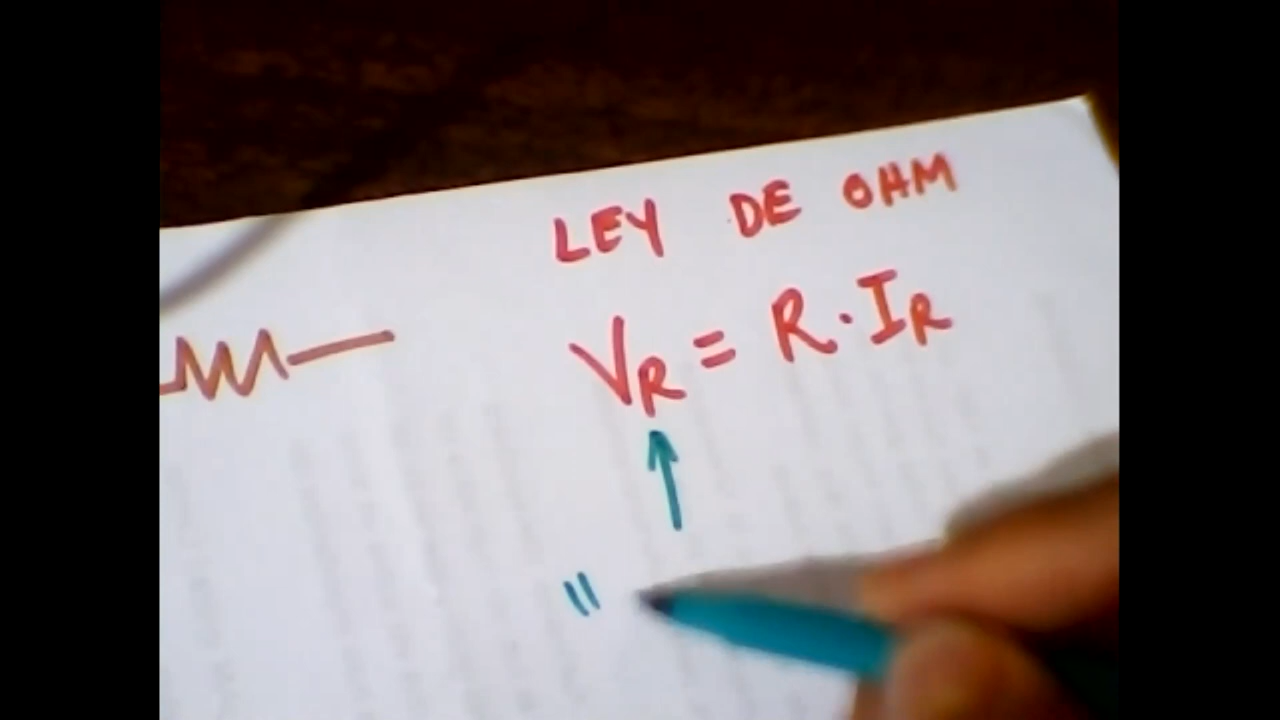 LEY DE OHM
VR = R · IR
"